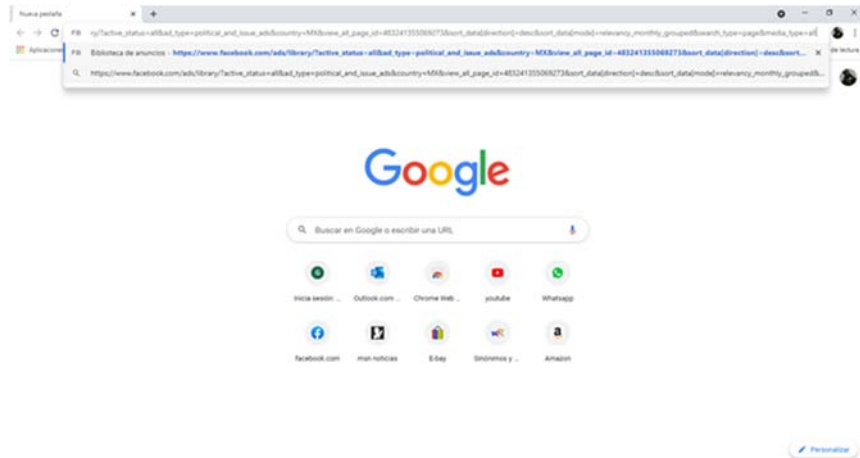 Nueva pestaña
ry/?active_status=all&ad_type=political_and_issue_ads&country=MX&view_all_page_id=483241355069273&sort_data[direction]=desc&sort_data[mode]=relevancy_monthly_grouped&search_type=page&media_type=all
Aplicaciones
de lectura
Biblioteca de anuncios - https://www.facebook.com/ads/library/?active_status=all&ad_type=political_and_issue_ads&country=MX&view_all_page_id=483241355069273&sort_data[direction]=desc&sort...
https://www.facebook.com/ads/library/?active_status=all&ad_type=political_and_issue_ads&country=MX&view_all_page_id=483241355069273&sort_data[direction]=desc&sort_data[mode]=relevancy_monthly_grouped&...
Google
Buscar en Google o escribir una URL
Inicia sesión: ...
Outlook.com ...
Chrome Web ...
youtube
Whatsapp
facebook.com
msn noticias
E-bay
Sinónimos y ...
Amazon
Personalizar